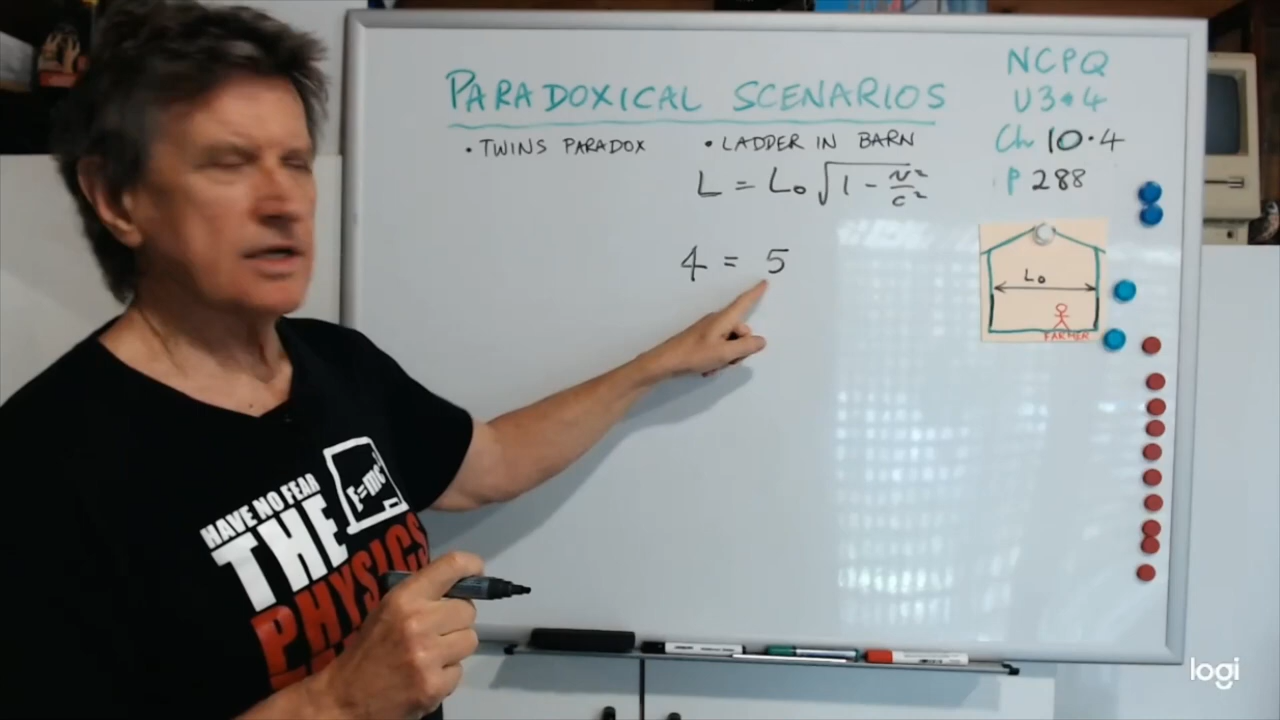 PARADOXICAL SCENARIOS
• TWINS PARADOX • LADDER IN BARN
L = L₀ √1 - v²/c²
4 = 5
NCPQ
U3•4
Ch 10.4
P 288
L₀
FARMER
HAVE NO FEAR
THE
PHYSICS
E=mc²
logi